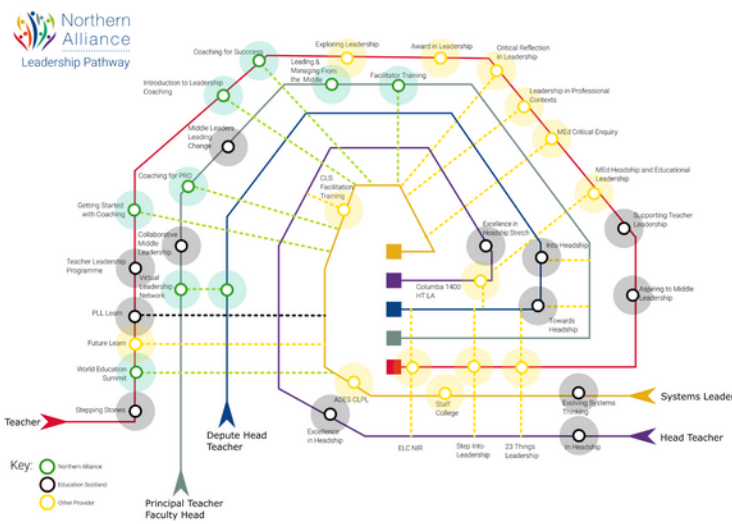 Northern
Alliance
Leadership Pathway
Coaching for Success
Exploring Leadership
Award in Leadership
Critical Reflection
in Leadership
Introduction to Leadership
Coaching
Leading &
Managing From
the Middle
Facilitator Training
Leadership in Professional
Contexts
Middle Leaders
Leading
Change
MEd Critical Enquiry
Coaching for PRD
CLS
Facilitation
Training
MEd Headship and Educational
Leadership
Getting Started
with Coaching
Supporting Teacher
Leadership
Excellence in
Headship Stretch
Into Headship
Collaborative
Middle
Leadership
Teacher Leadership
Programme
Virtual
Leadership
Network
Columba 1400
HT LA
Aspiring to Middle
Leadership
PLL Learn
Towards
Headship
Future Learn
World Education
Summit
ADES CLPL
Staff
College
Evolving Systems
Thinking
Systems Leade
Stepping Stones
Teacher
Depute Head
Teacher
Excellence
in Headship
ELC NIR
Step Into
Leadership
23 Things
Leadership
In Headship
Head Teacher
Key:
Northern Alliance
Education Scotland
Other Provider
Principal Teacher
Faculty Head